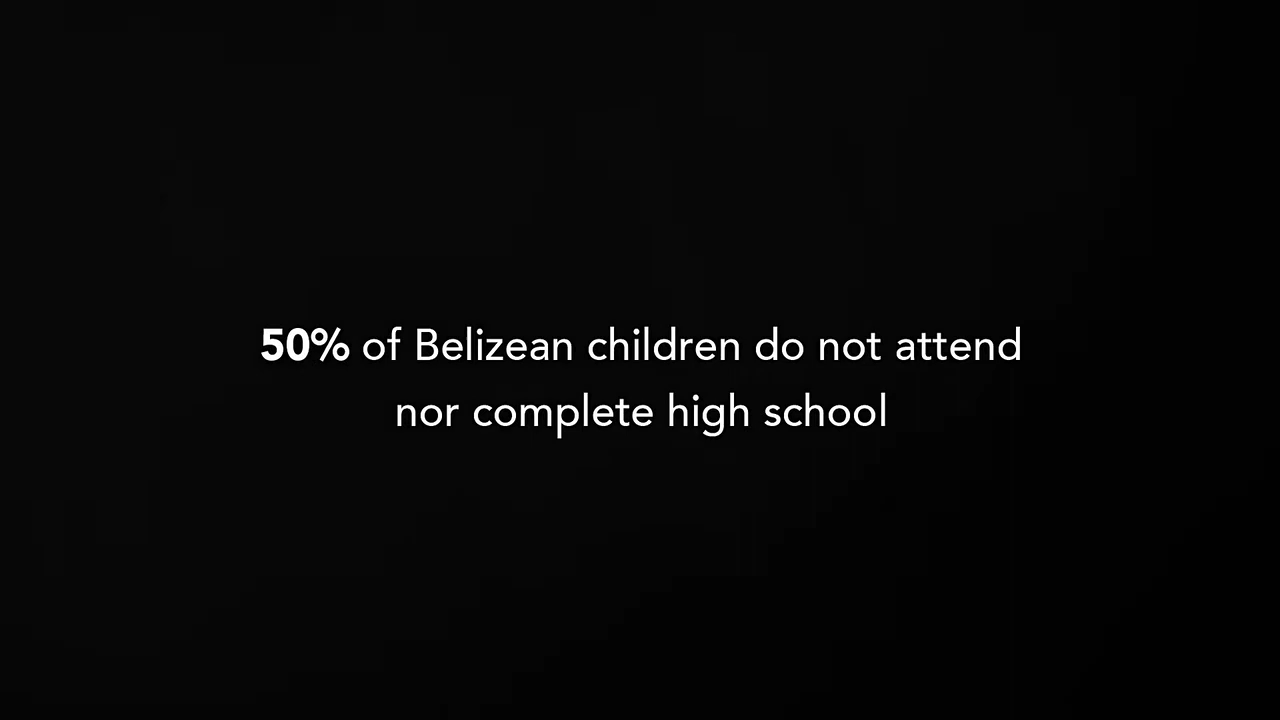 50% of Belizean children do not attend
nor complete high school